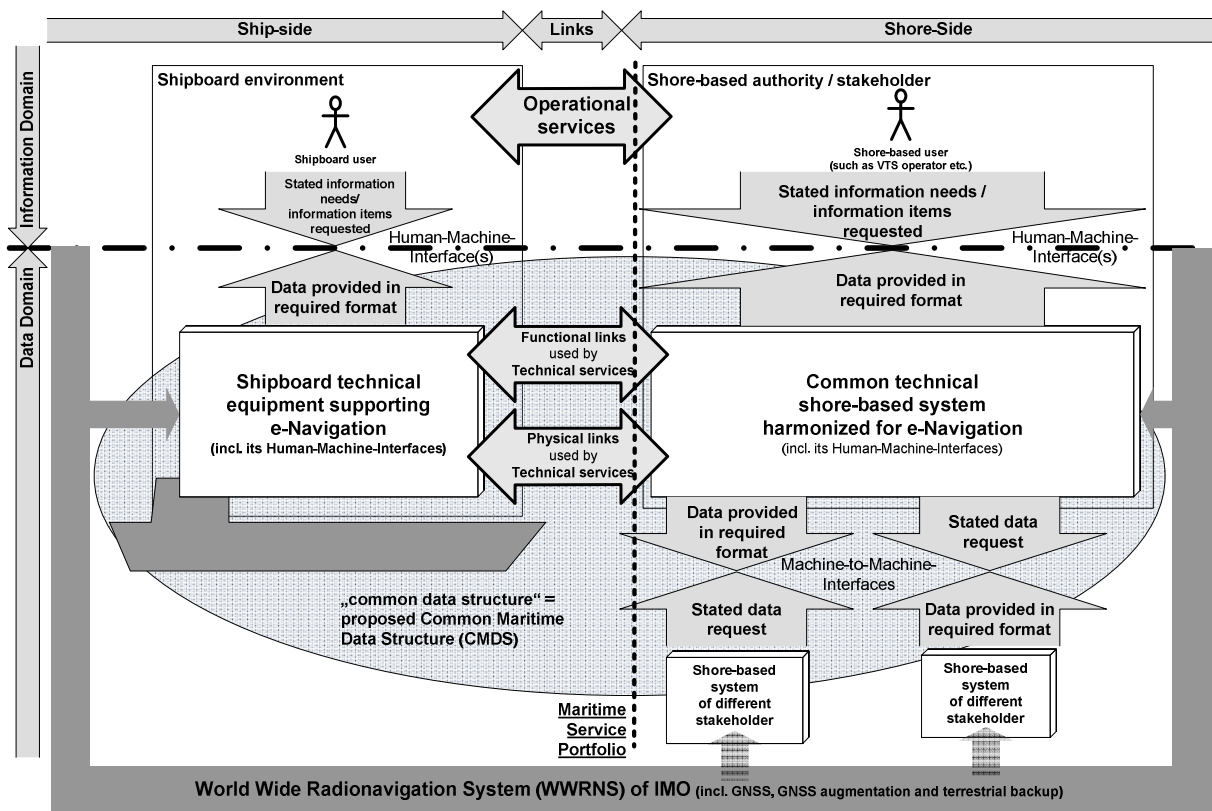 Ship-side
Links
Shore-Side
Information Domain
Data Domain
Shipboard environment
Shore-based authority / stakeholder
Operational
services
Shipboard user
Shore-based user
(such as VTS operator etc.)
Stated information
needs/
information items
requested
Stated information needs /
information items
requested
Human-Machine-
Interface(s)
Human-Machine-
Interface(s)
Data provided in
required format
Data provided in
required format
Functional links
used by
Technical services
Shipboard technical
equipment supporting
e-Navigation
(incl. its Human-Machine-Interfaces)
Common technical
shore-based system
harmonized for e-Navigation
(incl. its Human-Machine-Interfaces)
Physical links
used by
Technical services
Data provided
in required
format
Stated data
request
Machine-to-Machine-
Interfaces
„common data structure“ =
proposed Common Maritime
Data Structure (CMDS)
Stated data
request
Data provided in
required format
Shore-based
system
of different
stakeholder
Shore-based
system
of different
stakeholder
Maritime
Service
Portfolio
World Wide Radionavigation System (WWRNS) of IMO (incl. GNSS, GNSS augmentation and terrestrial backup)